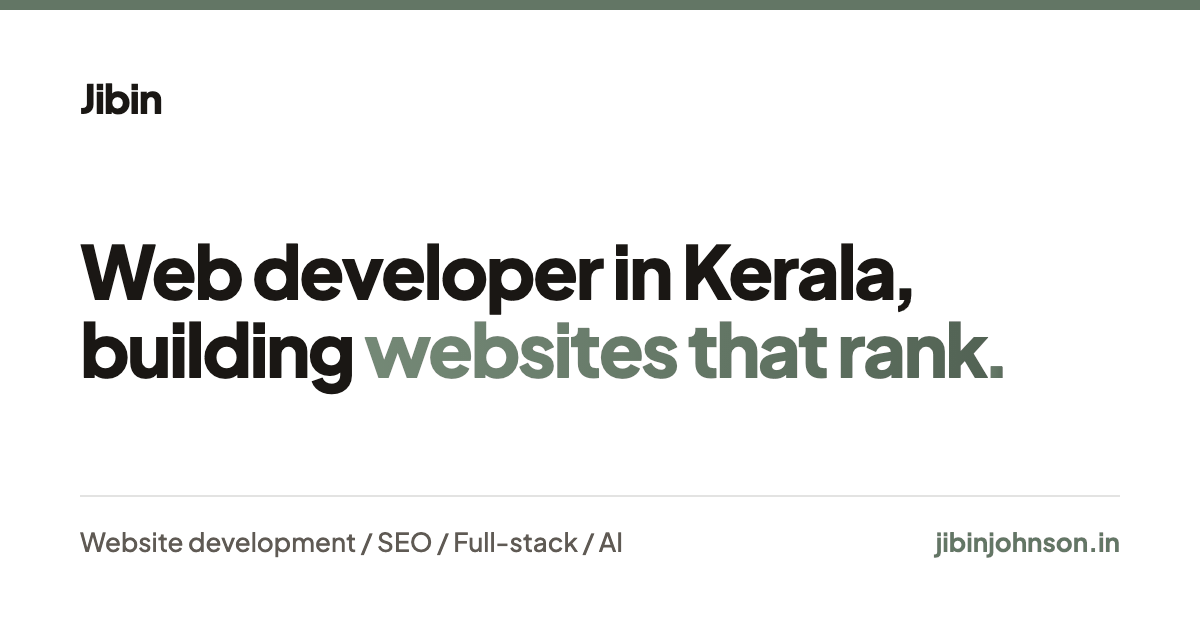 Jibin
Web developer in Kerala,
building websites that rank.
Website development / SEO / Full-stack / AI
jibinjohnson.in